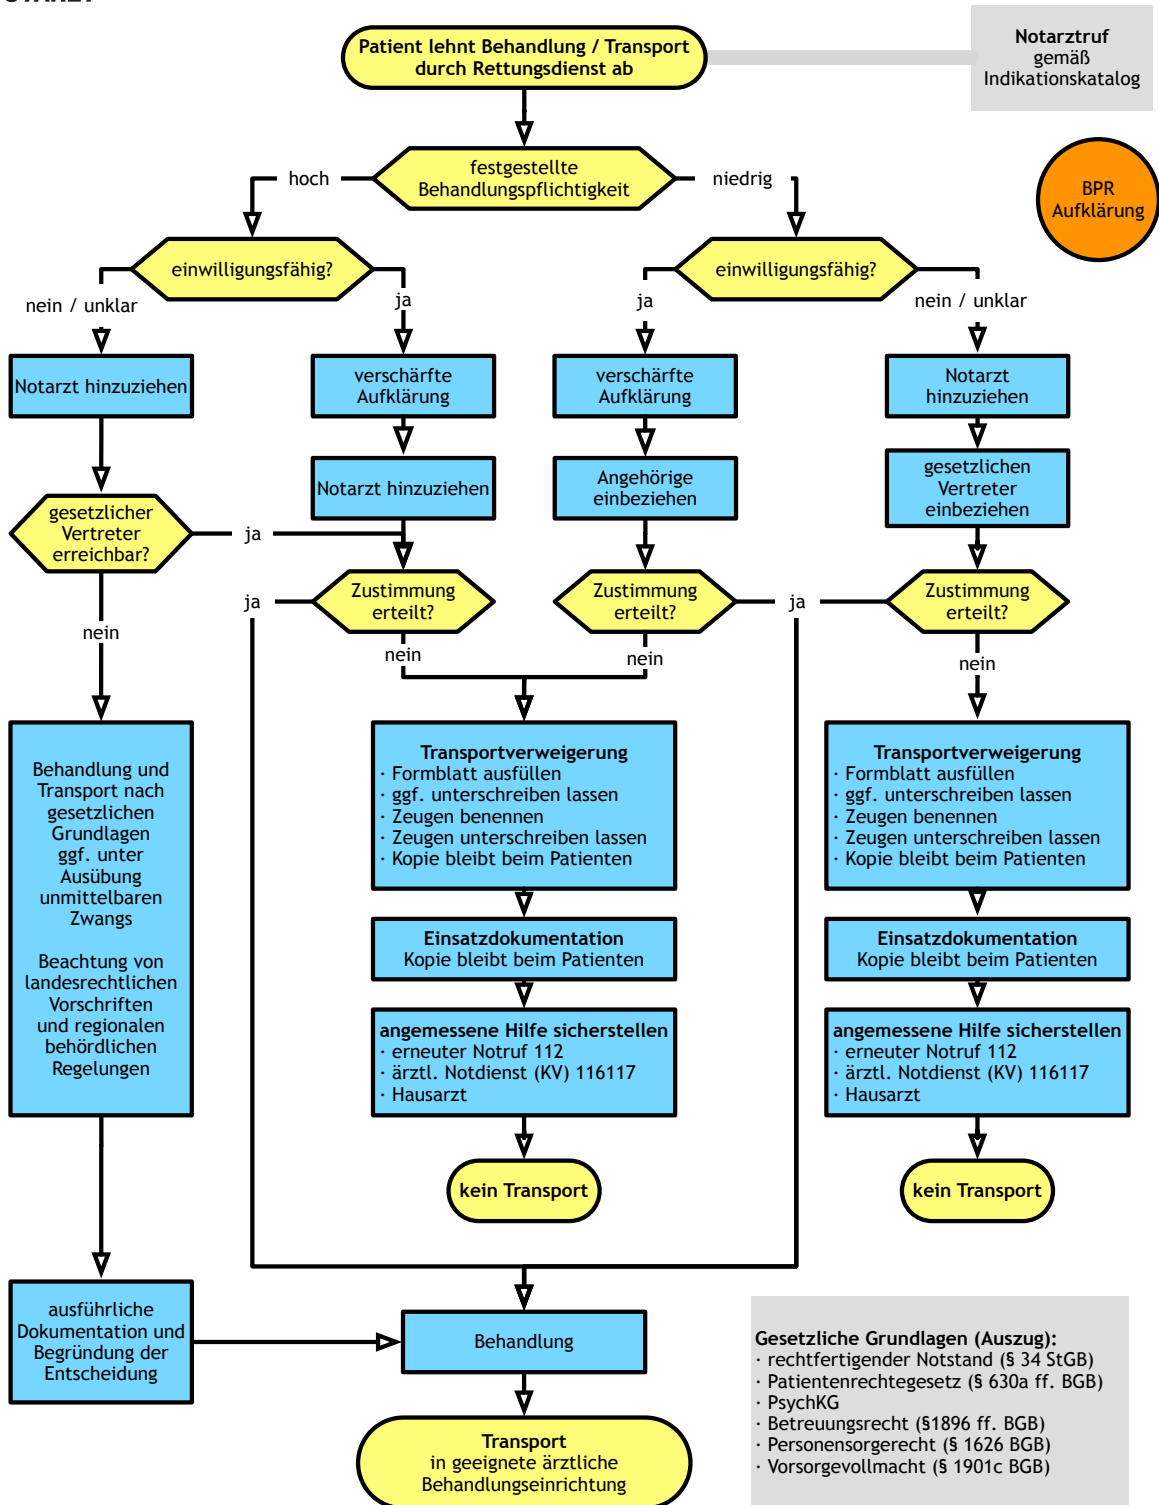 Patient lehnt Behandlung / Transport
durch Rettungsdienst ab
Notarztruf
gemäß
Indikationskatalog
BPR
Aufklärung
festgestellte
Behandlungspflichtigkeit
hoch
niedrig
einwilligungsfähig?
einwilligungsfähig?
nein / unklar
ja
ja
nein / unklar
Notarzt hinzuziehen
verschärfte
Aufklärung
verschärfte
Aufklärung
Notarzt
hinzuziehen
Notarzt hinzuziehen
Angehörige
einbeziehen
gesetzlichen
Vertreter
einbeziehen
gesetzlicher
Vertreter
erreichbar?
ja
nein
ja
Zustimmung
erteilt?
Zustimmung
erteilt?
ja
Zustimmung
erteilt?
nein
nein
nein
Behandlung und
Transport nach
gesetzlichen
Grundlagen
ggf. unter
Ausübung
unmittelbaren
Zwangs
Beachtung von
landesrechtlichen
Vorschriften
und regionalen
behördlichen
Regelungen
Transportverweigerung
· Formblatt ausfüllen
· ggf. unterschreiben lassen
· Zeugen benennen
· Zeugen unterschreiben lassen
· Kopie bleibt beim Patienten
Transportverweigerung
· Formblatt ausfüllen
· ggf. unterschreiben lassen
· Zeugen benennen
· Zeugen unterschreiben lassen
· Kopie bleibt beim Patienten
Einsatzdokumentation
Kopie bleibt beim Patienten
Einsatzdokumentation
Kopie bleibt beim Patienten
angemessene Hilfe sicherstellen
· erneuter Notruf 112
· ärztl. Notdienst (KV) 116117
· Hausarzt
angemessene Hilfe sicherstellen
· erneuter Notruf 112
· ärztl. Notdienst (KV) 116117
· Hausarzt
kein Transport
kein Transport
ausführliche
Dokumentation und
Begründung der
Entscheidung
Behandlung
Transport
in geeignete ärztliche
Behandlungseinrichtung
Gesetzliche Grundlagen (Auszug):
· rechtfertigender Notstand (§ 34 StGB)
· Patientenrechtegesetz (§ 630a ff. BGB)
· PsychKG
· Betreuungsrecht (§1896 ff. BGB)
· Personensorgerecht (§ 1626 BGB)
· Vorsorgevollmacht (§ 1901c BGB)